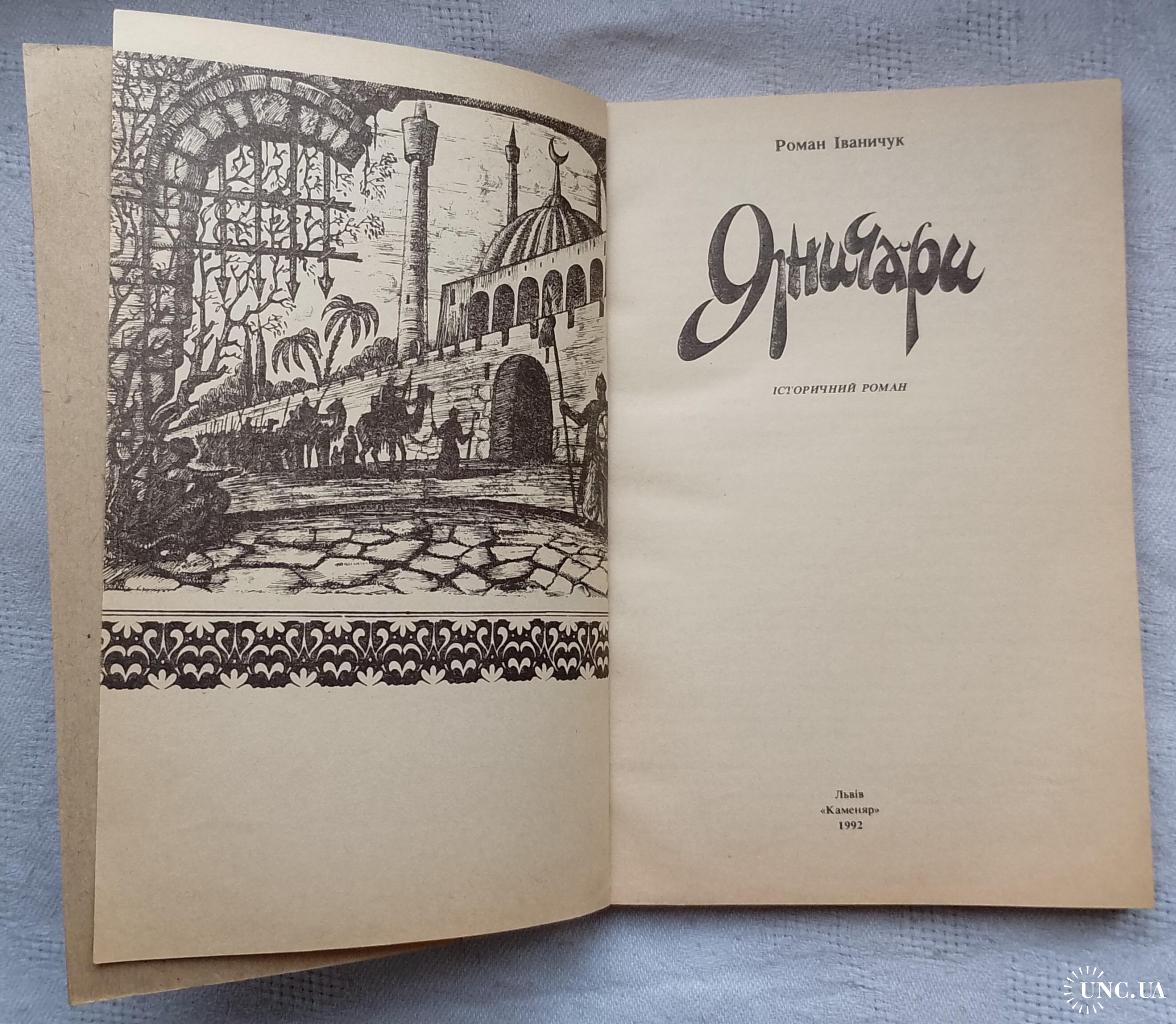 Роман Іваничук
Яничари
ІСТОРИЧНИЙ РОМАН
Львів
«Каменяр»
1992
UNC.UA